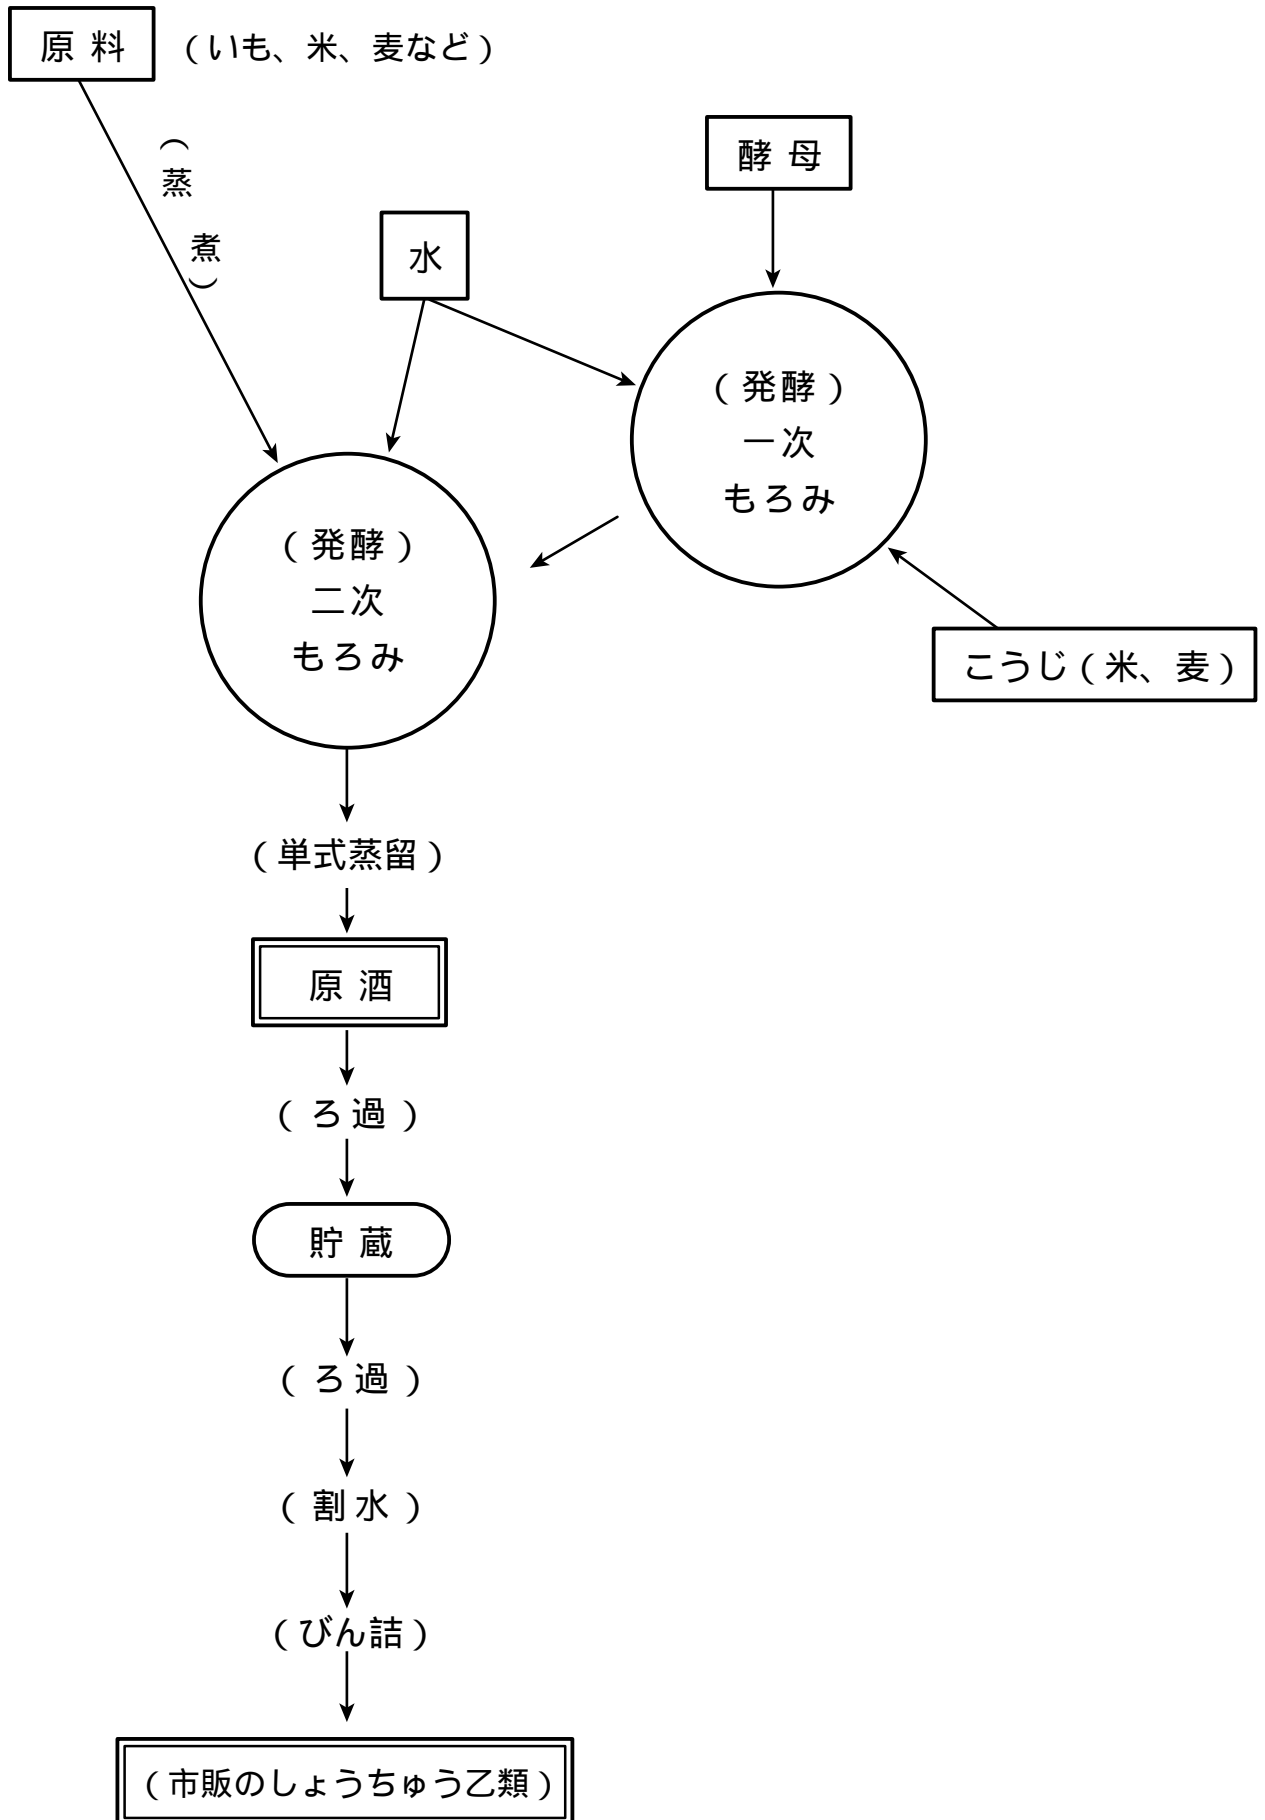 原料 (いも、米、麦など)
(蒸煮)
酵母
水
(発酵)
一次
もろみ
(発酵)
二次
もろみ
こうじ(米、麦)
(単式蒸留)
原酒
(ろ過)
貯蔵
(ろ過)
(割水)
(びん詰)
(市販のしょうちゅう乙類)